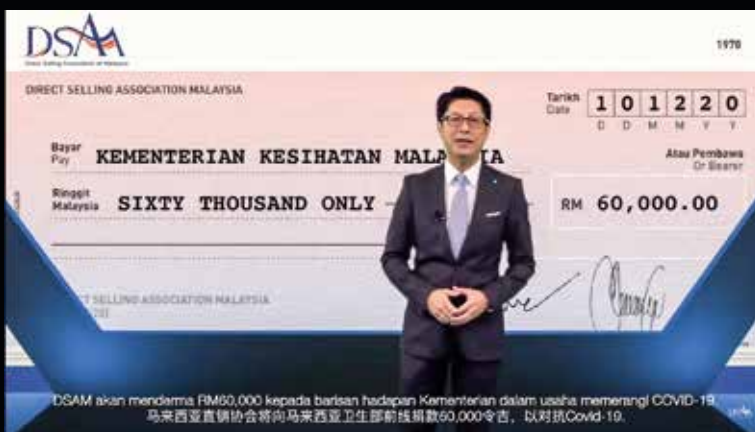 DSAM
Direct Selling Association of Malaysia
1970
DIRECT SELLING ASSOCIATION MALAYSIA
Tarikh
Date
1 0 1 2 2 0
D D M M Y Y
Bayar
Pay
KEMENTERIAN KESIHATAN MALA IA
Atau Pembawa
Or Bearer
Ringgit
Malaysia
SIXTY THOUSAND ONLY
RM 60,000.00
SELLING ASSOCIATION MALAYSIA
DSAM akan menderma RM60,000 kepada barisan hadapan Kementerian dalam usaha memerangi COVID-19.
马来西亚直销协会将向马来西亚卫生部前线捐款60,000令吉，以对抗Covid-19.